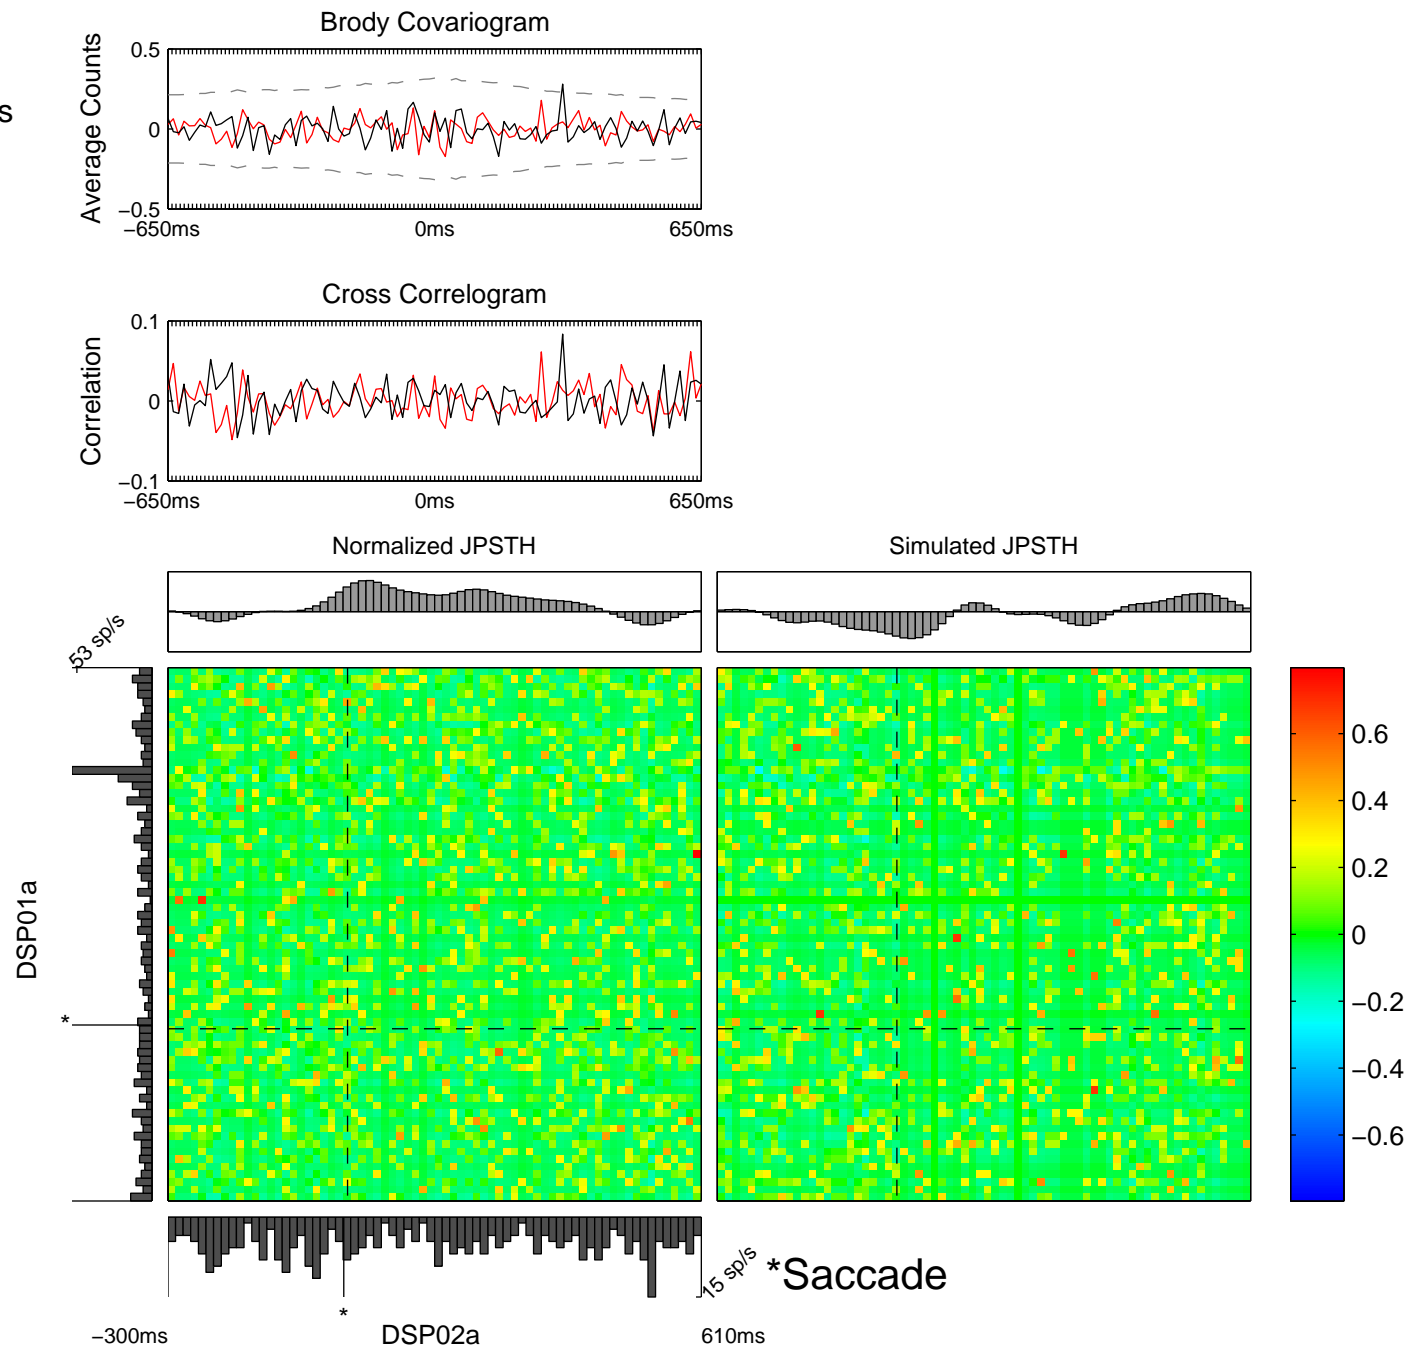 Brody Covariogram
s
Average Counts
0.5
0
−0.5
−650ms 0ms 650ms
Cross Correlogram
Correlation
0.1
0
−0.1
−650ms 0ms 650ms
Normalized JPSTH
Simulated JPSTH
53 sp/s
DSP01a
*
0.6
0.4
0.2
0
−0.2
−0.4
−0.6
15 sp/s
*Saccade
*
−300ms DSP02a 610ms